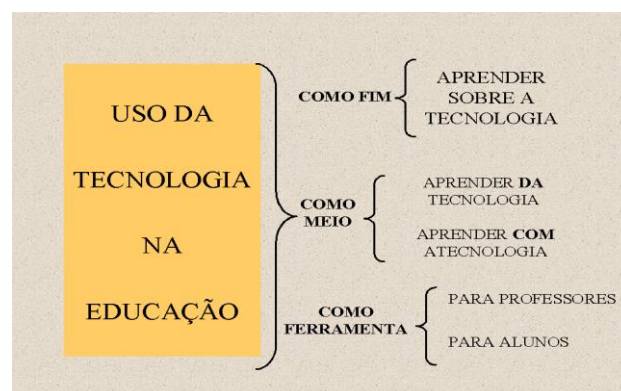 USO DA
TECNOLOGIA
NA
EDUCAÇÃO
COMO FIM
APRENDER
SOBRE A
TECNOLOGIA
COMO
MEIO
APRENDER DA
TECNOLOGIA
APRENDER COM
ATECNOLOGIA
COMO
FERRAMENTA
PARA PROFESSORES
PARA ALUNOS